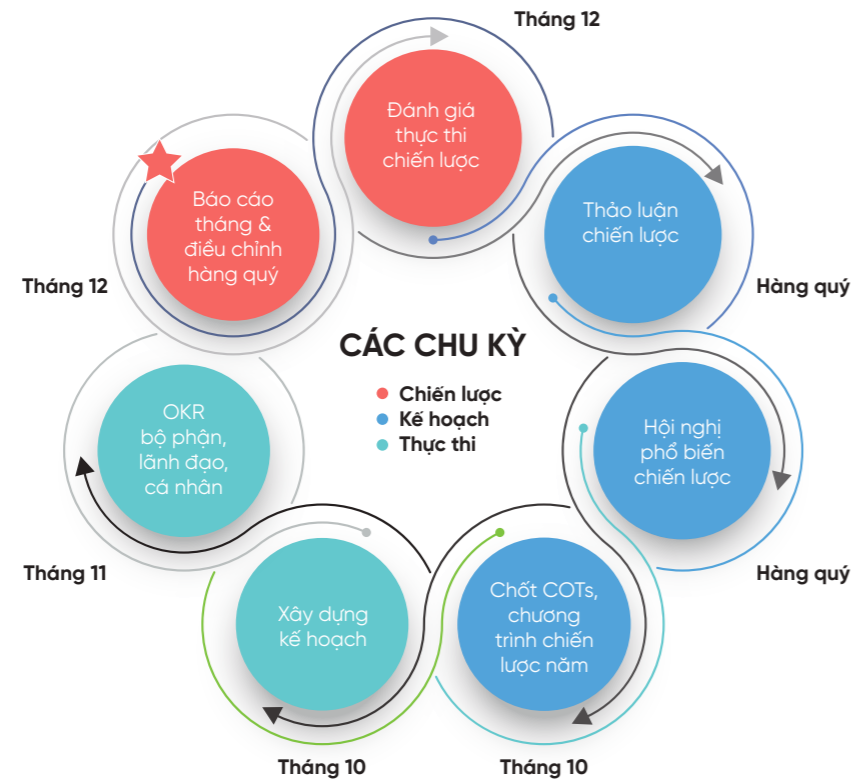 Tháng 12
Đánh giá
thực thi
chiến lược
Báo cáo
tháng &
điều chỉnh
hàng quý
Thảo luận
chiến lược
Tháng 12
Hàng quý
CÁC CHU KỲ
Chiến lược
Kế hoạch
Thực thi
OKR
bộ phận,
lãnh đạo,
cá nhân
Hội nghị
phổ biến
chiến lược
Tháng 11
Hàng quý
Xây dựng
kế hoạch
Chốt COTs,
chương
trình chiến
lược năm
Tháng 10
Tháng 10